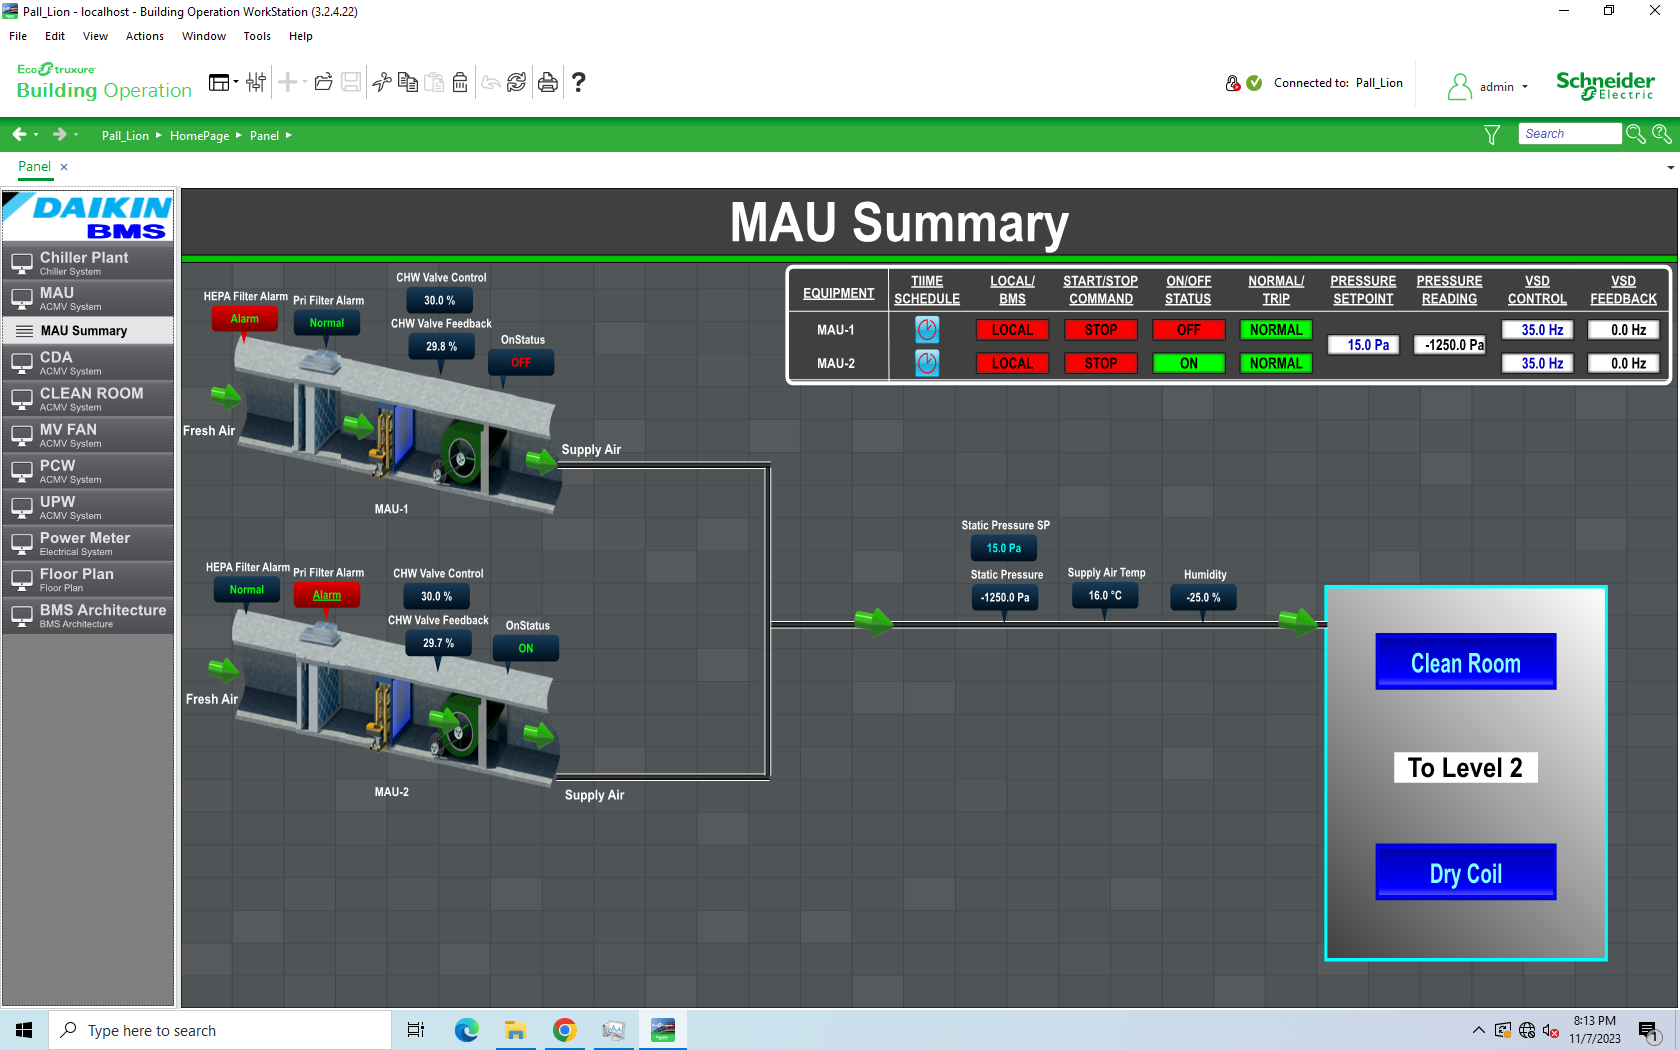 Pall_Lion - localhost - Building Operation WorkStation (3.2.4.22)
File Edit View Actions Window Tools Help
EcoStruxure
Building Operation
Connected to: Pall_Lion
admin
Schneider
Electric
Pall_Lion HomePage Panel
Search
Panel
DAIKIN
BMS
Chiller Plant
Chiller System
MAU
ACMV System
MAU Summary
CDA
ACMV System
CLEAN ROOM
ACMV System
MV FAN
ACMV System
PCW
ACMV System
UPW
ACMV System
Power Meter
Electrical System
Floor Plan
Floor Plan
BMS Architecture
BMS Architecture
MAU Summary
EQUIPMENT TIIME SCHEDULE LOCAL/ BMS START/STOP COMMAND ON/OFF STATUS NORMAL/ TRIP PRESSURE SETPOINT PRESSURE READING VSD CONTROL VSD FEEDBACK
MAU-1 LOCAL STOP OFF NORMAL 35.0 Hz 0.0 Hz
15.0 Pa -1250.0 Pa
MAU-2 LOCAL STOP ON NORMAL 35.0 Hz 0.0 Hz
CHW Valve Control
30.0 %
HEPA Filter Alarm
Alarm
Pri Filter Alarm
Normal
CHW Valve Feedback
29.8 %
OnStatus
OFF
Fresh Air
Supply Air
MAU-1
HEPA Filter Alarm
Normal
Pri Filter Alarm
Alarm
CHW Valve Control
30.0 %
CHW Valve Feedback
29.7 %
OnStatus
ON
Fresh Air
MAU-2
Supply Air
Static Pressure SP
15.0 Pa
Static Pressure
-1250.0 Pa
Supply Air Temp
16.0 °C
Humidity
-25.0 %
Clean Room
To Level 2
Dry Coil
Type here to search
8:13 PM
11/7/2023
1